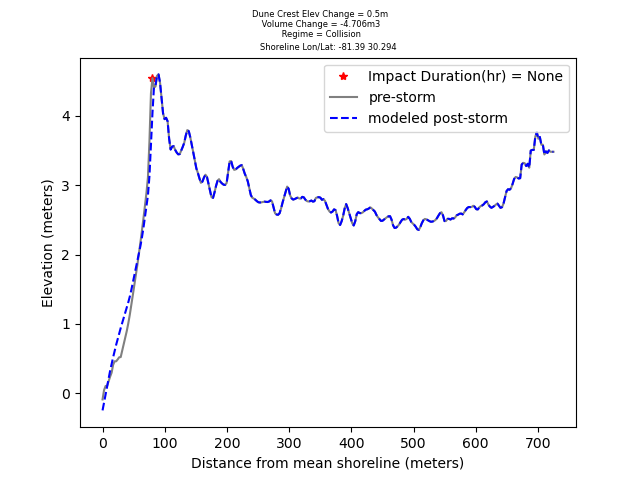 Dune Crest Elev Change = 0.5m
Volume Change = -4.706m3
Regime = Collision
Shoreline Lon/Lat: -81.39 30.294
Impact Duration(hr) = None
pre-storm
modeled post-storm
Elevation (meters)
4
3
2
1
0
0 100 200 300 400 500 600 700
Distance from mean shoreline (meters)